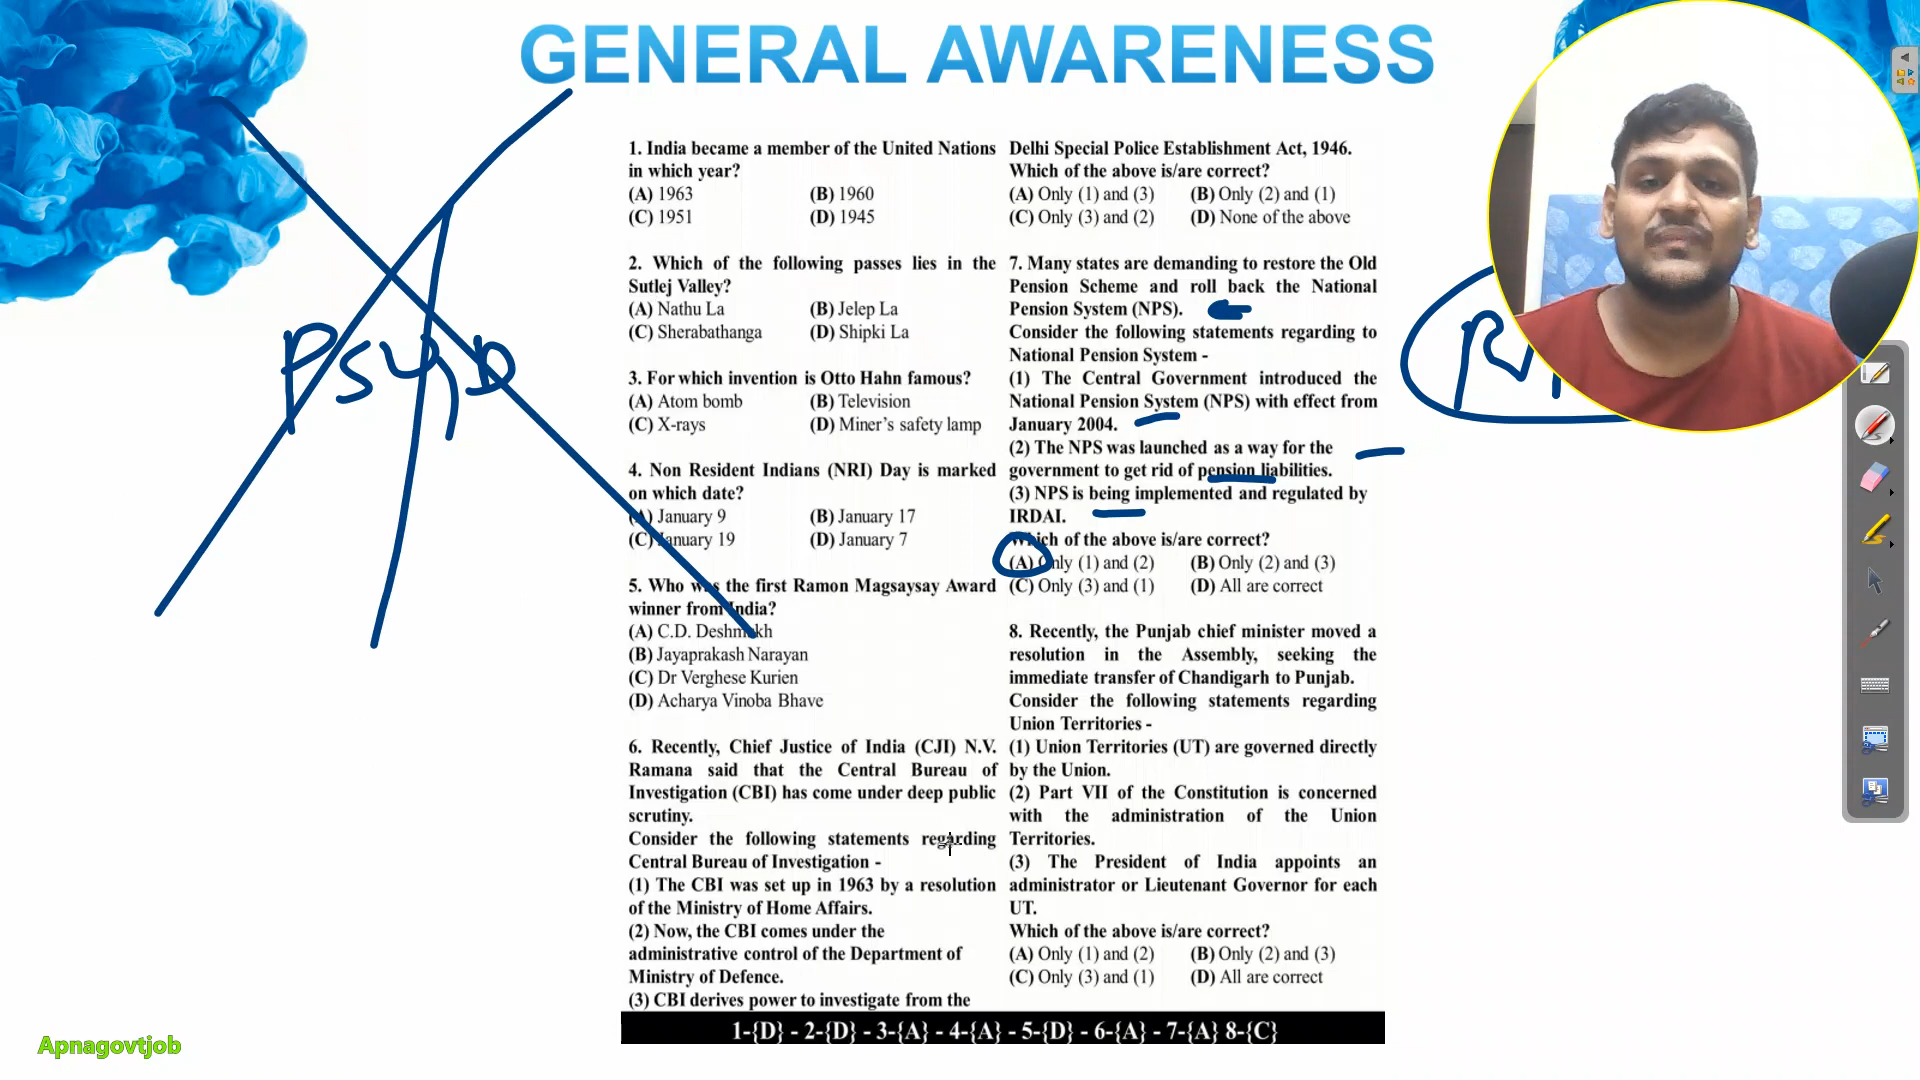 GENERAL AWARENESS
1. India became a member of the United Nations
in which year?
(A) 1963 (B) 1960
(C) 1951 (D) 1945
2. Which of the following passes lies in the
Sutlej Valley?
(A) Nathu La (B) Jelep La
(C) Sherabathanga (D) Shipki La
3. For which invention is Otto Hahn famous?
(A) Atom bomb (B) Television
(C) X-rays (D) Miner's safety lamp
4. Non Resident Indians (NRI) Day is marked
on which date?
(A) January 9 (B) January 17
(C) January 19 (D) January 7
5. Who was the first Ramon Magsaysay Award
winner from India?
(A) C.D. Deshmukh
(B) Jayaprakash Narayan
(C) Dr Verghese Kurien
(D) Acharya Vinoba Bhave
6. Recently, Chief Justice of India (CJI) N.V.
Ramana said that the Central Bureau of
Investigation (CBI) has come under deep public
scrutiny.
Consider the following statements regarding
Central Bureau of Investigation -
(1) The CBI was set up in 1963 by a resolution
of the Ministry of Home Affairs.
(2) Now, the CBI comes under the
administrative control of the Department of
Ministry of Defence.
(3) CBI derives power to investigate from the
Delhi Special Police Establishment Act, 1946.
Which of the above is/are correct?
(A) Only (1) and (3) (B) Only (2) and (1)
(C) Only (3) and (2) (D) None of the above
7. Many states are demanding to restore the Old
Pension Scheme and roll back the National
Pension System (NPS).
Consider the following statements regarding to
National Pension System -
(1) The Central Government introduced the
National Pension System (NPS) with effect from
January 2004.
(2) The NPS was launched as a way for the
government to get rid of pension liabilities.
(3) NPS is being implemented and regulated by
IRDAI.
Which of the above is/are correct?
(A) Only (1) and (2) (B) Only (2) and (3)
(C) Only (3) and (1) (D) All are correct
8. Recently, the Punjab chief minister moved a
resolution in the Assembly, seeking the
immediate transfer of Chandigarh to Punjab.
Consider the following statements regarding
Union Territories -
(1) Union Territories (UT) are governed directly
by the Union.
(2) Part VII of the Constitution is concerned
with the administration of the Union
Territories.
(3) The President of India appoints an
administrator or Lieutenant Governor for each
UT.
Which of the above is/are correct?
(A) Only (1) and (2) (B) Only (2) and (3)
(C) Only (3) and (1) (D) All are correct
1-{D} - 2-{D} - 3-{A} - 4-{A} - 5-{D} - 6-{A} - 7-{A} 8-{C}
Apnagovtjob